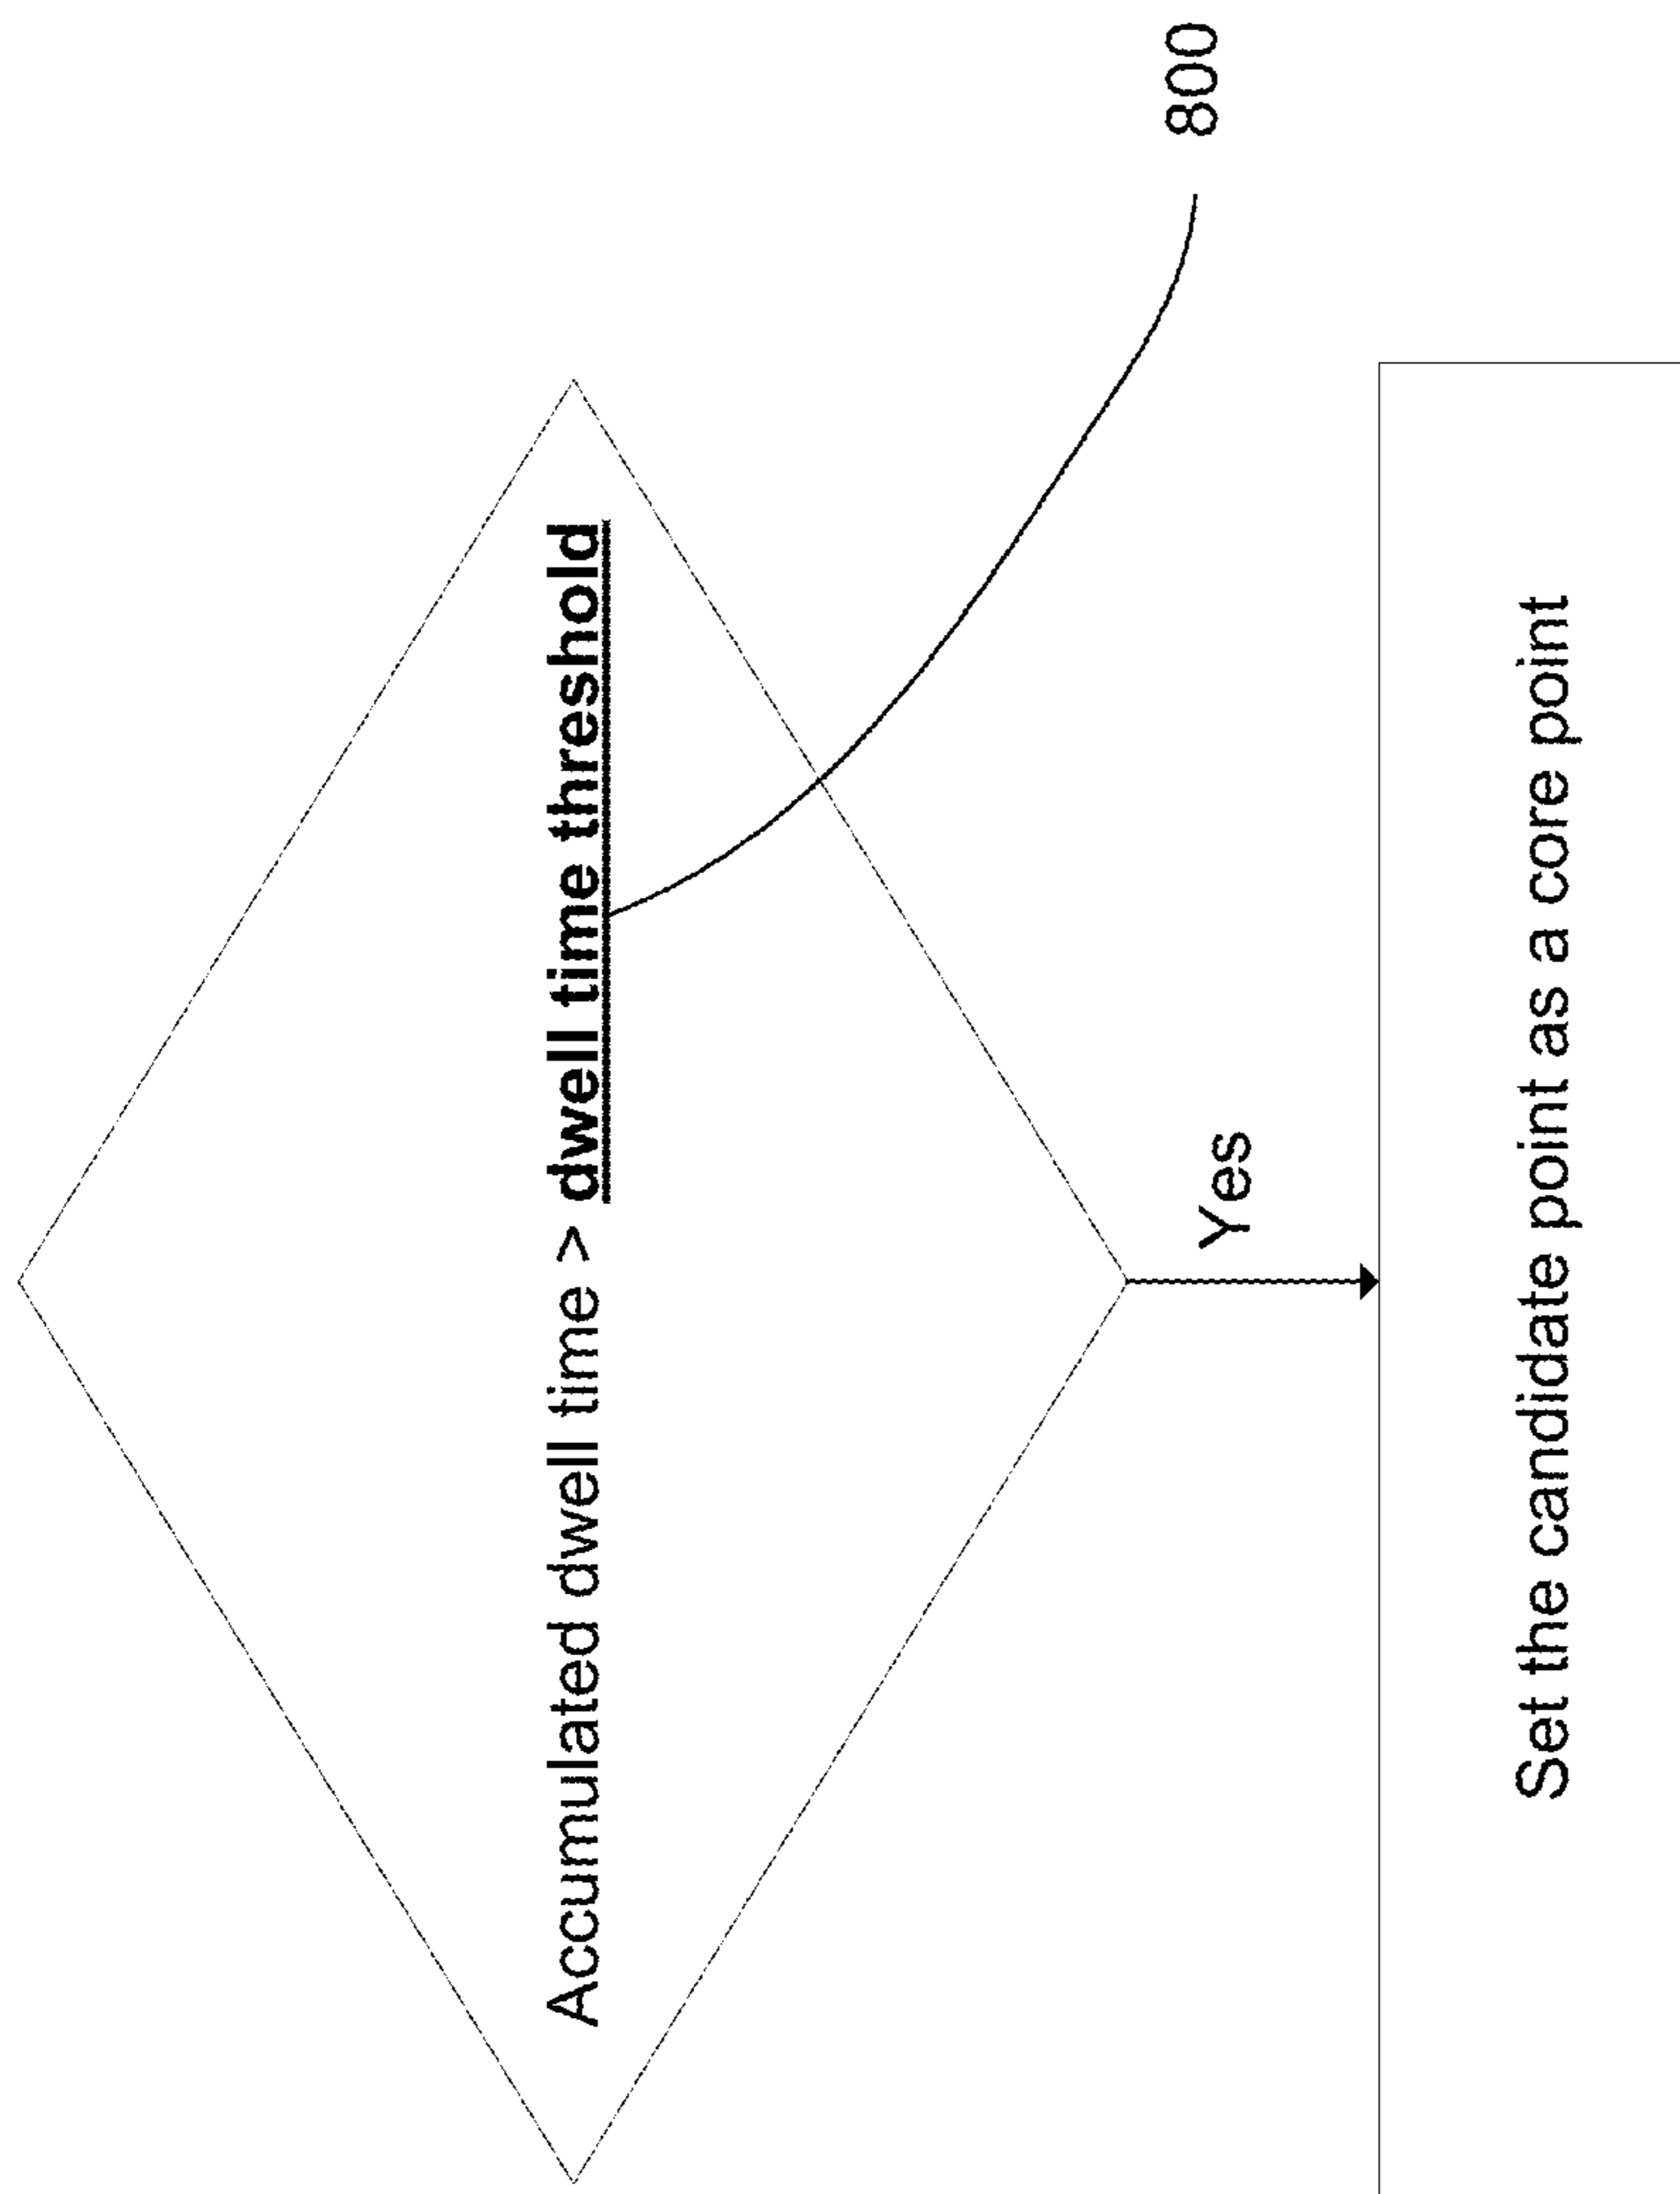 Accumulated dwell time > dwell time threshold
800
Yes
Set the candidate point as a core point